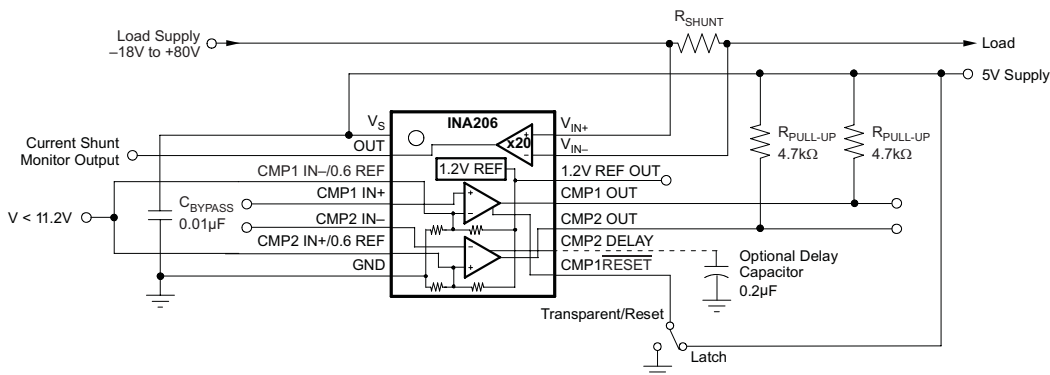 R_SHUNT
Load Supply
–18V to +80V
Load
5V Supply
V_S
INA206
V_IN+
R_PULL-UP
4.7kΩ
R_PULL-UP
4.7kΩ
Current Shunt
Monitor Output
OUT
x20
V_IN–
CMP1 IN–/0.6 REF
1.2V REF
1.2V REF OUT
CMP1 IN+
CMP1 OUT
V < 11.2V
C_BYPASS
0.01µF
CMP2 IN–
CMP2 OUT
CMP2 IN+/0.6 REF
CMP2 DELAY
GND
CMP1 RESET
Optional Delay
Capacitor
0.2µF
Transparent/Reset
Latch